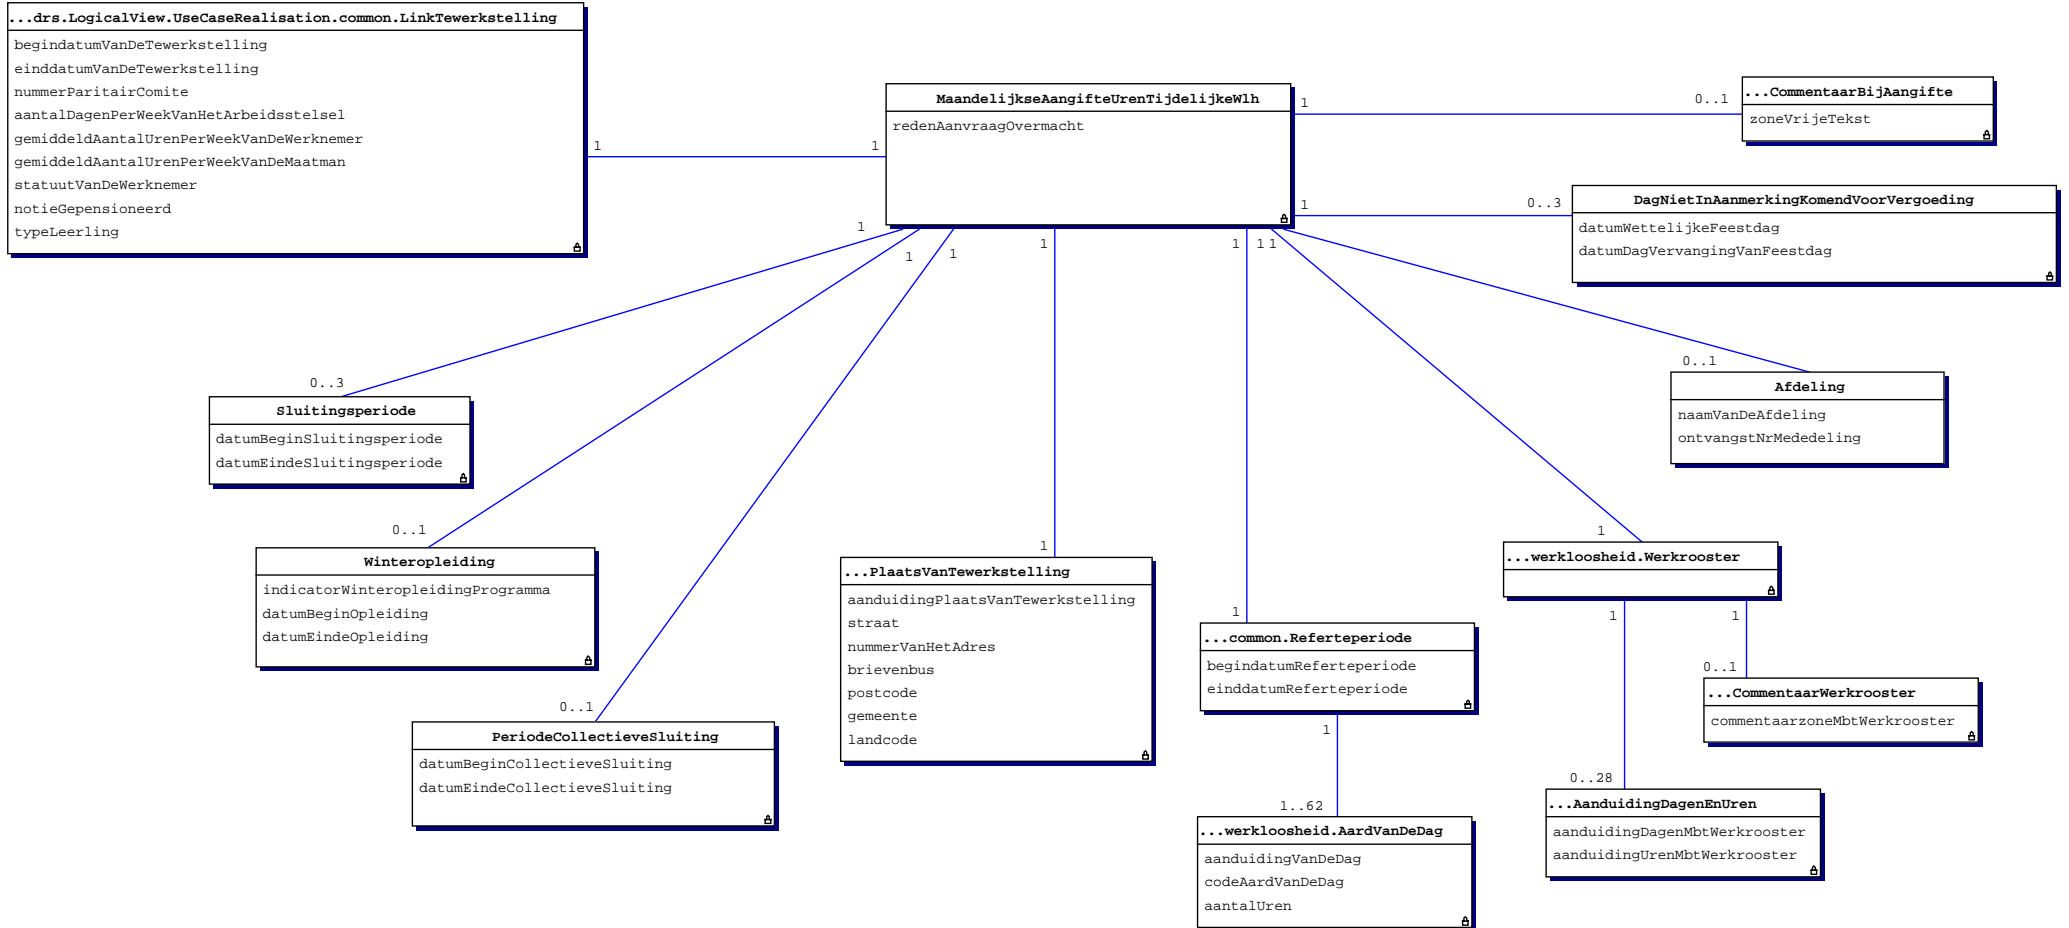 ...drs.LogicalView.UseCaseRealisation.common.LinkTewerkstelling
begindatumVanDeTewerkstelling
einddatumVanDeTewerkstelling
nummerParitairComite
aantalDagenPerWeekVanHetArbeidsstelsel
gemiddeldAantalUrenPerWeekVanDeWerknemer
gemiddeldAantalUrenPerWeekVanDeMaatman
statuutVanDeWerknemer
notieGepensioneerd
typeLeerling
1
1
MaandelijkseAangifteUrenTijdelijkeWlh
redenAanvraagOvermacht
1
0..1
...CommentaarBijAangifte
zoneVrijeTekst
1
0..3
DagNietInAanmerkingKomendVoorVergoeding
datumWettelijkeFeestdag
datumDagVervangingVanFeestdag
1
1
1
1
1
1
1
0..3
Sluitingsperiode
datumBeginSluitingsperiode
datumEindeSluitingsperiode
0..1
Afdeling
naamVanDeAfdeling
ontvangstNrMededeling
0..1
Winteropleiding
indicatorWinteropleidingProgramma
datumBeginOpleiding
datumEindeOpleiding
0..1
PeriodeCollectieveSluiting
datumBeginCollectieveSluiting
datumEindeCollectieveSluiting
1
...PlaatsVanTewerkstelling
aanduidingPlaatsVanTewerkstelling
straat
nummerVanHetAdres
brievenbus
postcode
gemeente
landcode
1
...common.Referteperiode
begindatumReferteperiode
einddatumReferteperiode
1
1..62
...werkloosheid.AardVanDeDag
aanduidingVanDeDag
codeAardVanDeDag
aantalUren
1
...werkloosheid.Werkrooster
1
1
0..1
...CommentaarWerkrooster
commentaarzoneMbtWerkrooster
0..28
...AanduidingDagenEnUren
aanduidingDagenMbtWerkrooster
aanduidingUrenMbtWerkrooster